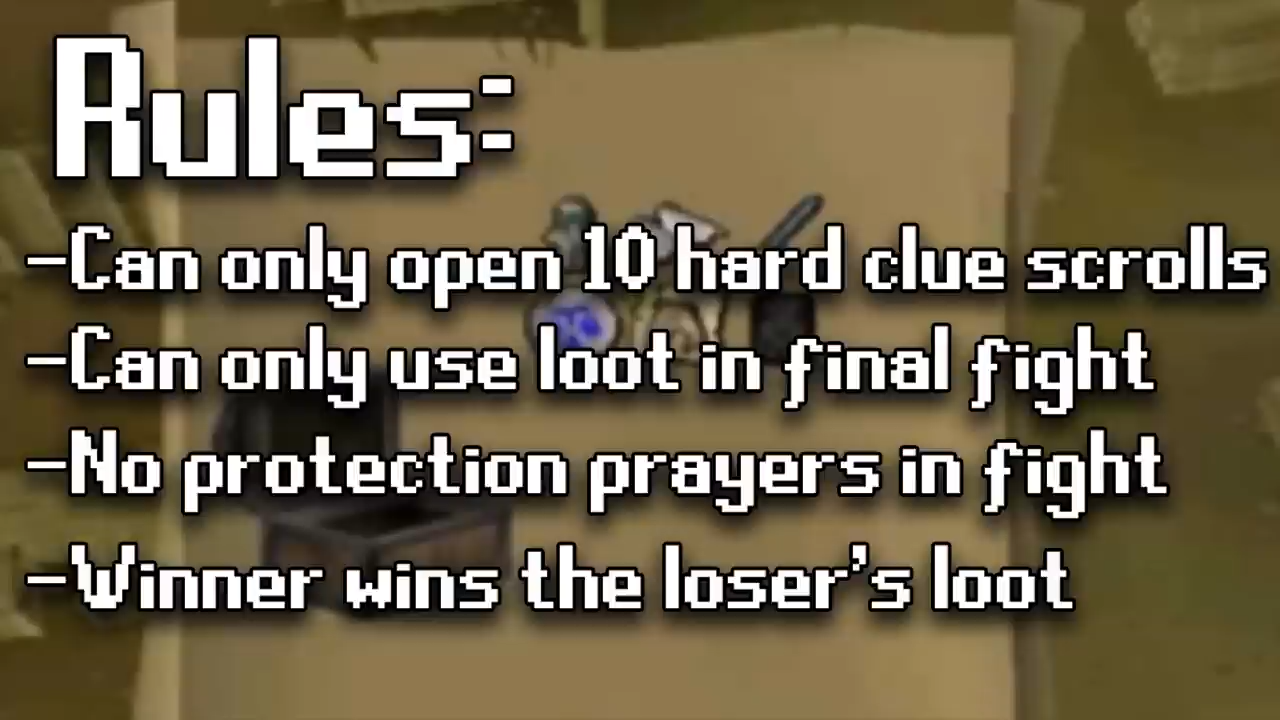 Rules:
-Can only open 10 hard clue scrolls
-Can only use loot in final fight
-No protection prayers in fight
-Winner wins the loser's loot